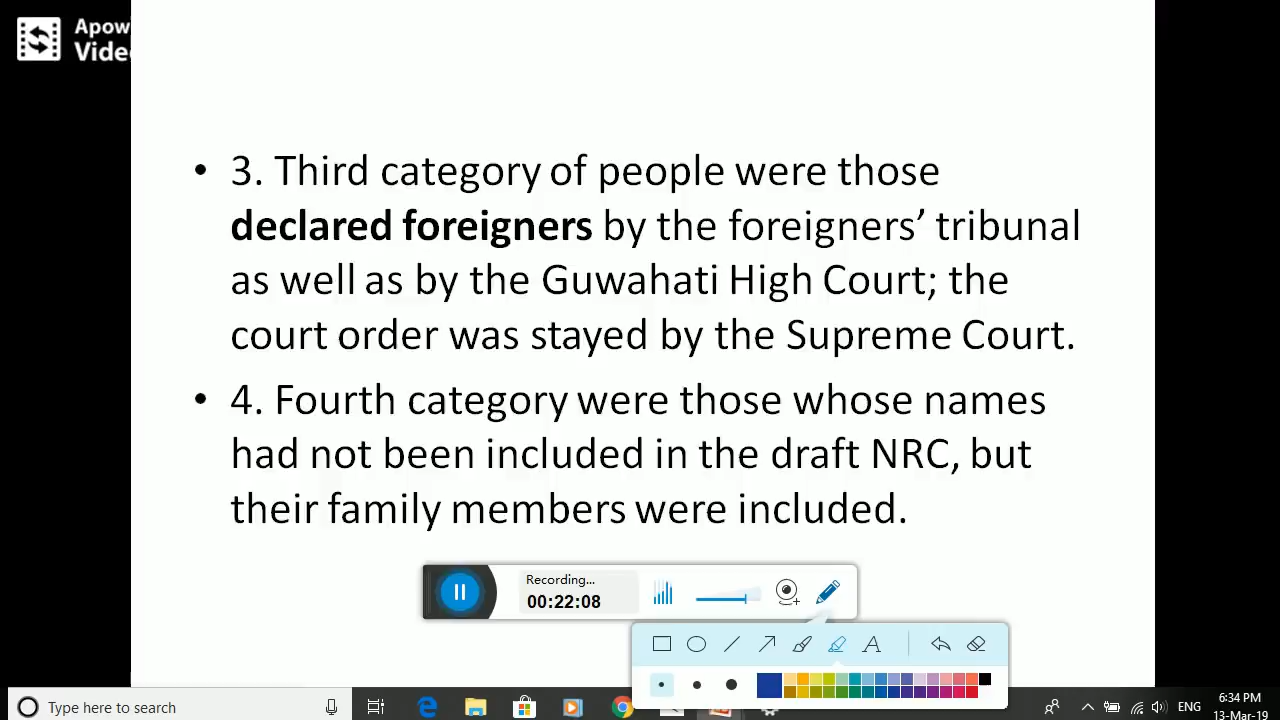 Apow
Video
• 3. Third category of people were those
declared foreigners by the foreigners’ tribunal
as well as by the Guwahati High Court; the
court order was stayed by the Supreme Court.
• 4. Fourth category were those whose names
had not been included in the draft NRC, but
their family members were included.
Recording...
00:22:08
A
Type here to search
ENG
6:34 PM
13-Mar-19